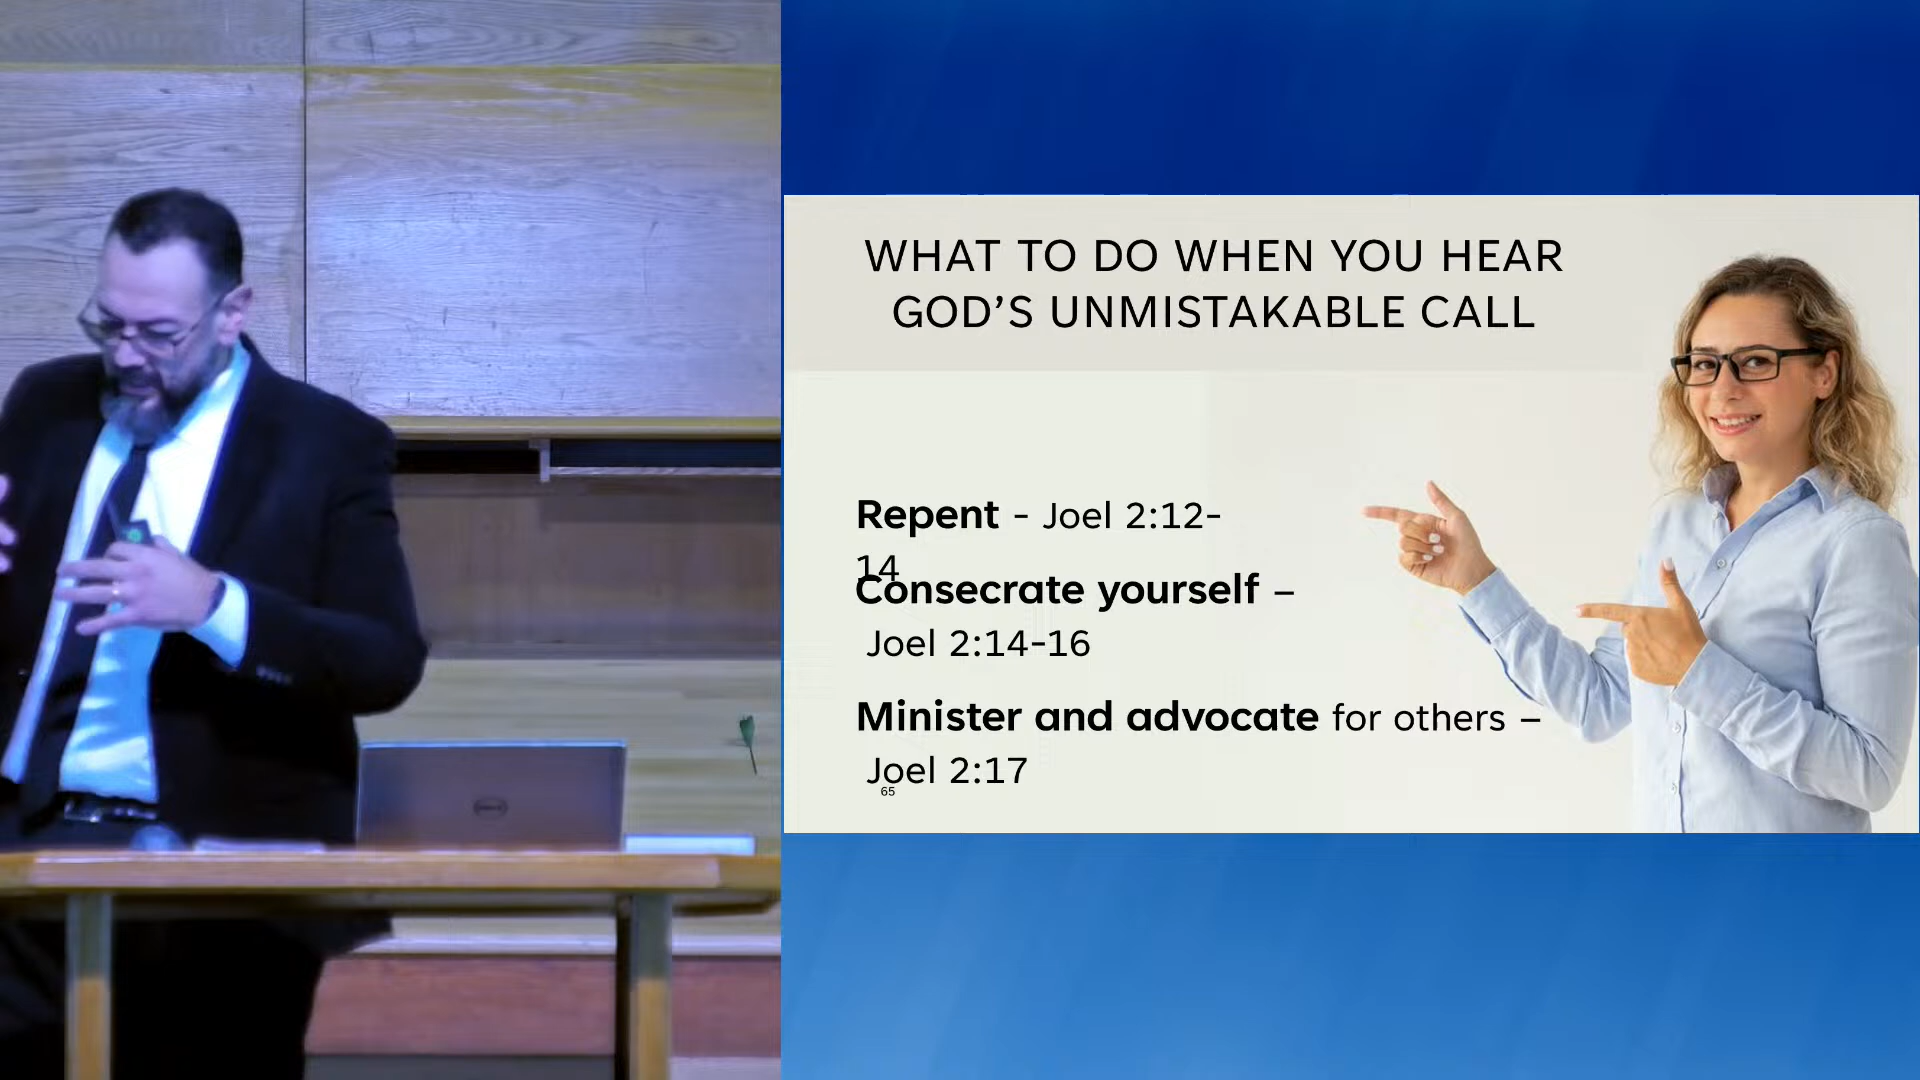 WHAT TO DO WHEN YOU HEAR
GOD’S UNMISTAKABLE CALL
Repent - Joel 2:12-
14
Consecrate yourself –
Joel 2:14-16
Minister and advocate for others –
Joel 2:17
65
DELL